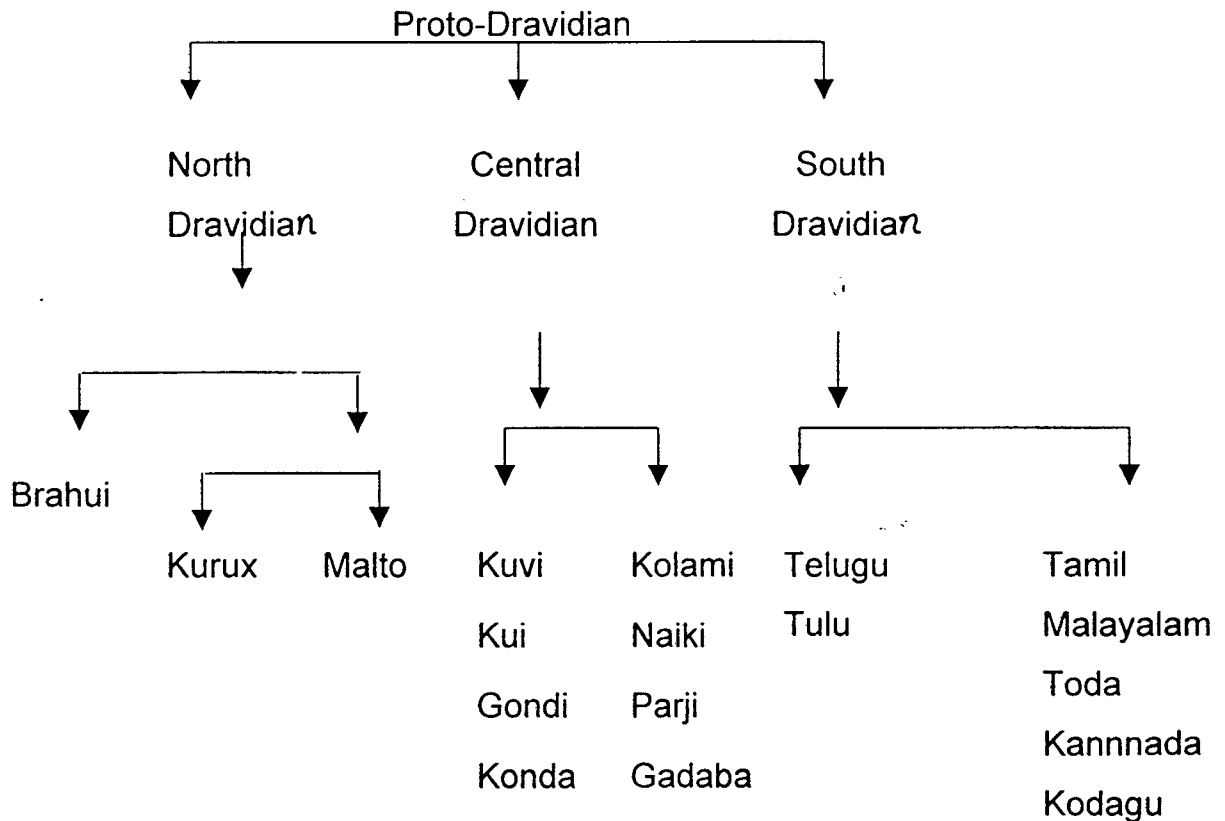 Proto-Dravidian
North Central South
Dravidian Dravidian Dravidian
Brahui
Kurux Malto Kuvi Kolami Telugu Tamil
Tulu Malayalam
Kui Naiki
Toda
Gondi Parji
Kannnada
Konda Gadaba
Kodagu